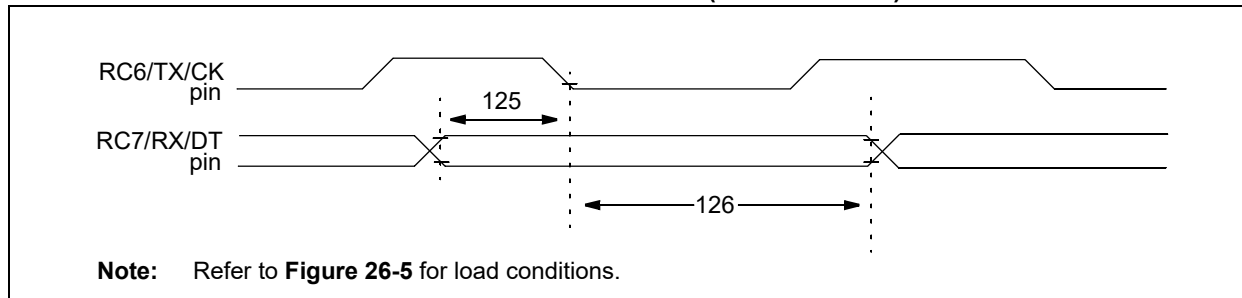 RC6/TX/CK
pin
125
RC7/RX/DT
pin
126
Note: Refer to Figure 26-5 for load conditions.